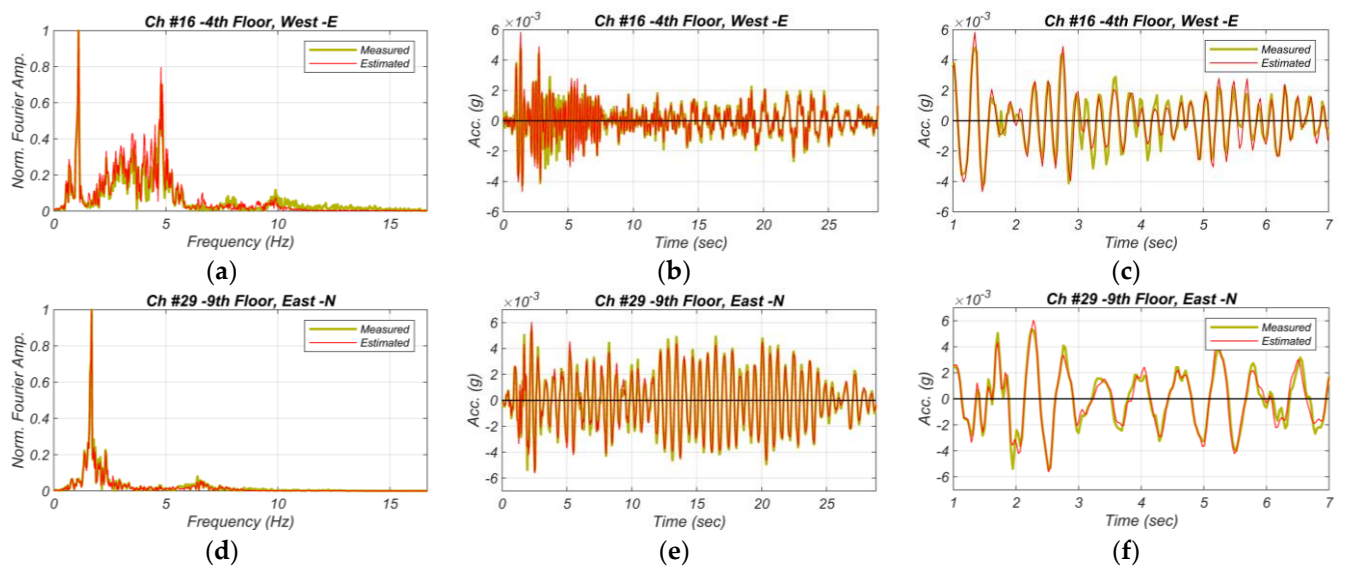 Ch #16 -4th Floor, West -E
Norm. Fourier Amp.
1
0.8
0.6
0.4
0.2
0
Measured
Estimated
0 5 10 15
Frequency (Hz)
(a)
Ch #16 -4th Floor, West -E
×10⁻³
Acc. (g)
6
4
2
0
-2
-4
-6
0 5 10 15 20 25
Time (sec)
(b)
Ch #16 -4th Floor, West -E
×10⁻³
Acc. (g)
6
4
2
0
-2
-4
-6
Measured
Estimated
1 2 3 4 5 6 7
Time (sec)
(c)
Ch #29 -9th Floor, East -N
Norm. Fourier Amp.
1
0.8
0.6
0.4
0.2
0
Measured
Estimated
0 5 10 15
Frequency (Hz)
(d)
Ch #29 -9th Floor, East -N
×10⁻³
Acc. (g)
6
4
2
0
-2
-4
-6
0 5 10 15 20 25
Time (sec)
(e)
Ch #29 -9th Floor, East -N
×10⁻³
Acc. (g)
6
4
2
0
-2
-4
-6
Measured
Estimated
1 2 3 4 5 6 7
Time (sec)
(f)